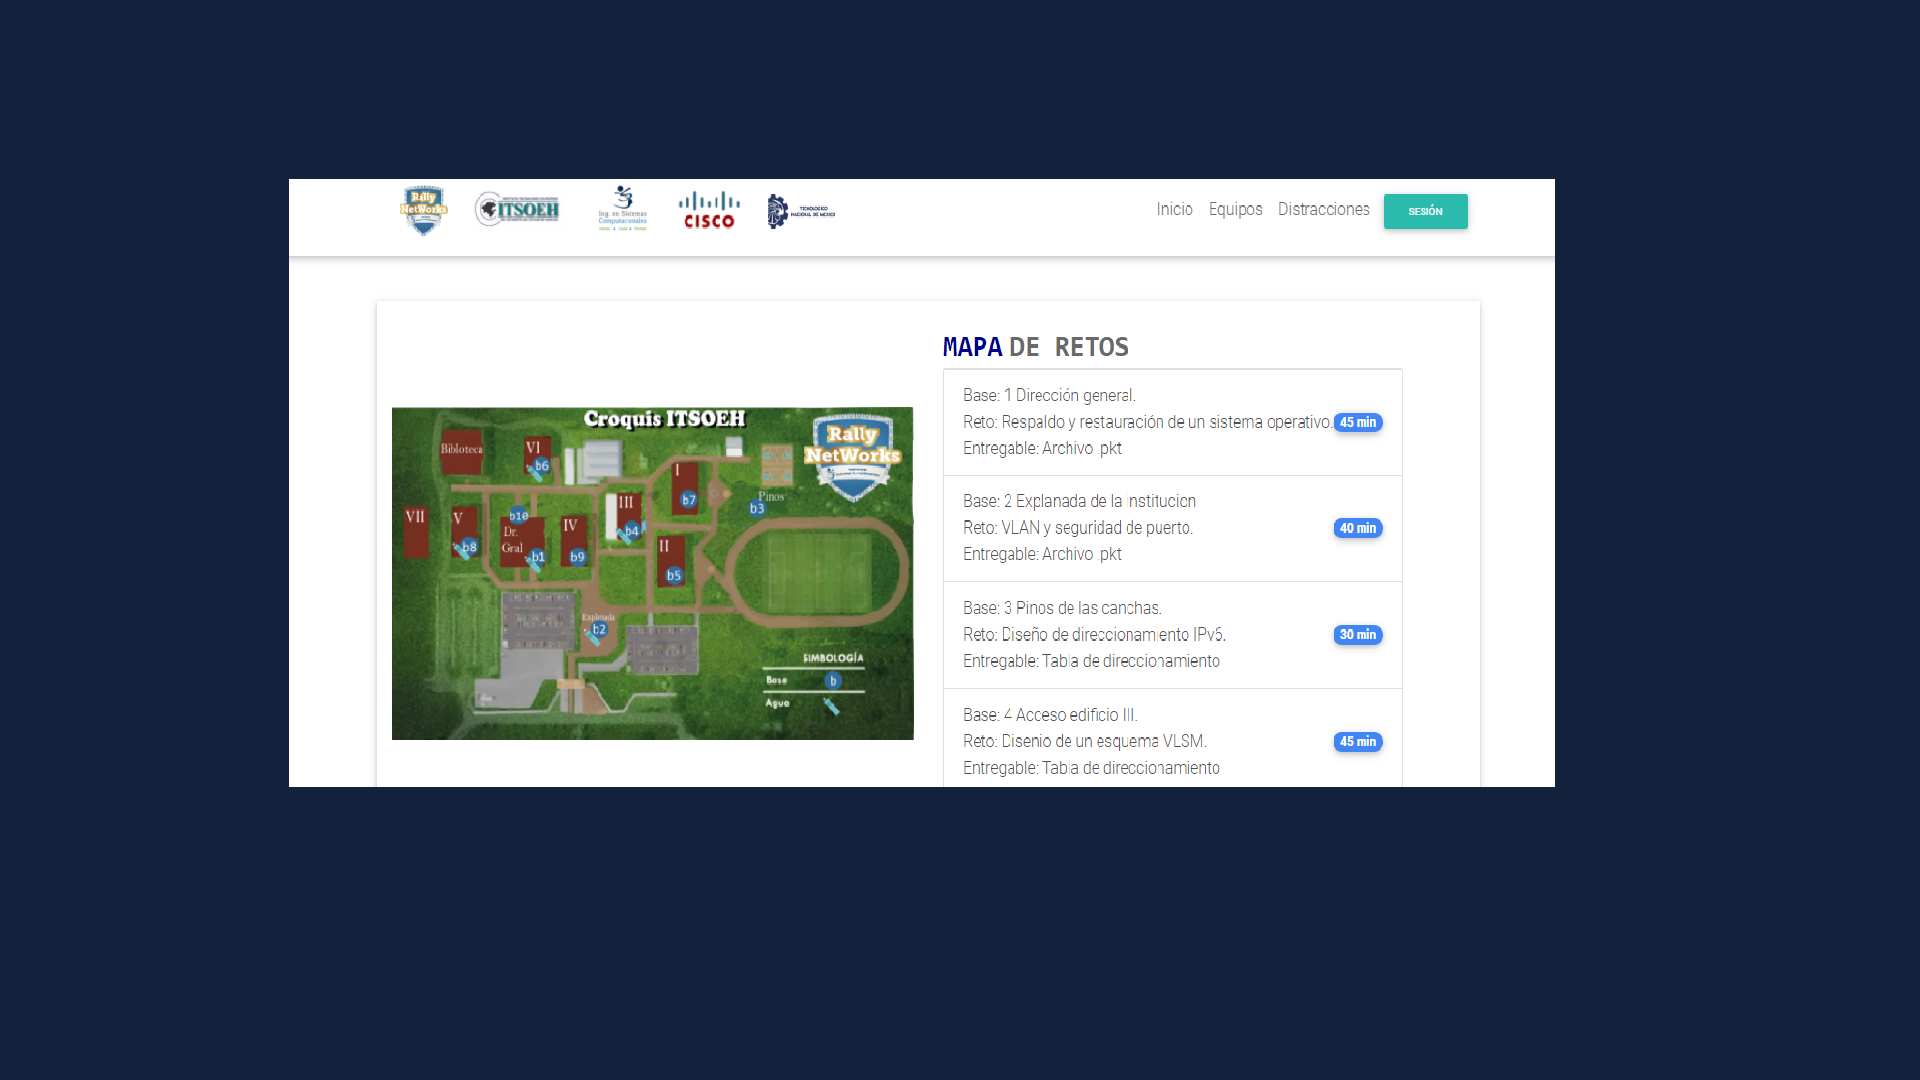 Rally
NetWorks
ITSOEH
Ing. en Sistemas
Computacionales
CISCO
TECNOLÓGICO
NACIONAL DE MÉXICO
Inicio Equipos Distracciones SESIÓN
MAPA DE RETOS
Croquis ITSOEH
Rally
NetWorks
Bibloteca
VI
b6
I
b7
Pinos
b3
VII
V
b8
b10
Dr.
Gral
b1
IV
b9
III
b4
II
b5
Explanada
b2
SIMBOLOGÍA
Base b
Agua
Base: 1 Dirección general.
Reto: Respaldo y restauración de un sistema operativo. 45 min
Entregable: Archivo .pkt
Base: 2 Explanada de la institucion
Reto: VLAN y seguridad de puerto. 40 min
Entregable: Archivo .pkt
Base: 3 Pinos de las canchas.
Reto: Diseño de direccionamiento IPv6. 30 min
Entregable: Tabla de direccionamiento
Base: 4 Acceso edificio III.
Reto: Disenio de un esquema VLSM. 45 min
Entregable: Tabla de direccionamiento